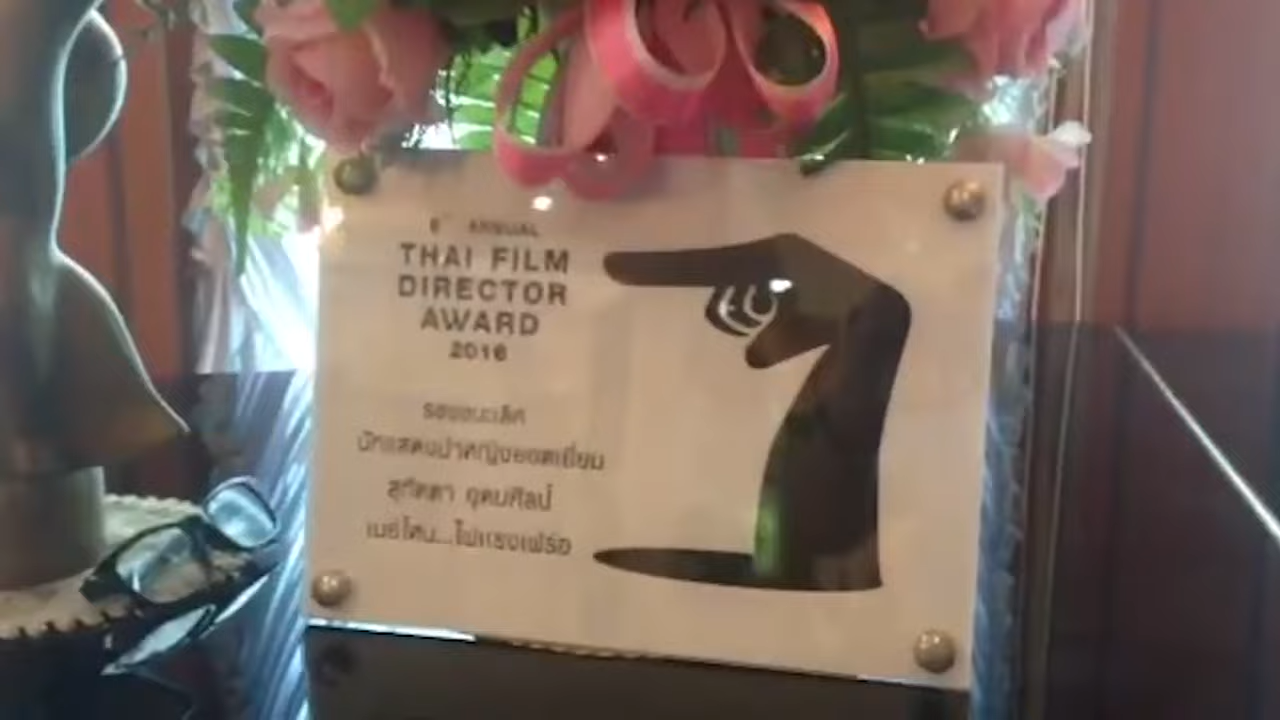 6 ANNUAL
THAI FILM
DIRECTOR
AWARD
2016
รองชนะเลิศ
นักแสดงนำหญิงยอดเยี่ยม
สุทัตตา อุดมศิลป์
เมย์ไหน...ไฟแรงเฟร่อ